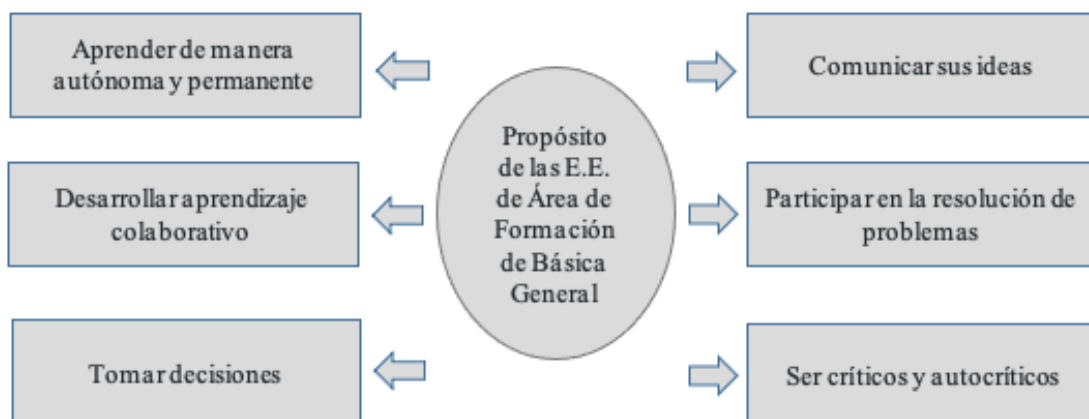 Aprender de manera
autónoma y permanente
Desarrollar aprendizaje
colaborativo
Tomar decisiones
Propósito
de las E.E.
de Área de
Formación
de Básica
General
Comunicar sus ideas
Participar en la resolución de
problemas
Ser críticos y autocríticos